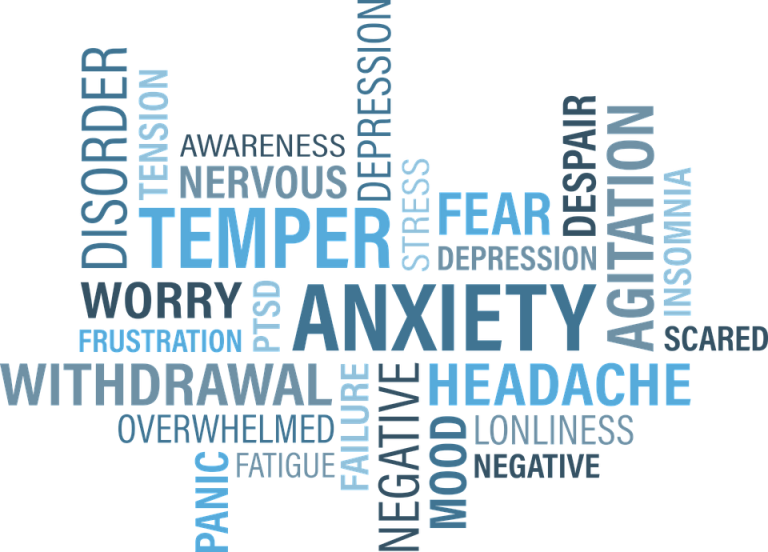 DISORDER
TENSION
AWARENESS
NERVOUS
TEMPER
DEPRESSION
STRESS
FEAR
DEPRESSION
DESPAIR
AGITATION
INSOMNIA
WORRY
FRUSTRATION
PTSD
ANXIETY
SCARED
WITHDRAWAL
OVERWHELMED
PANIC
FATIGUE
FAILURE
NEGATIVE
HEADACHE
MOOD
LONLINESS
NEGATIVE